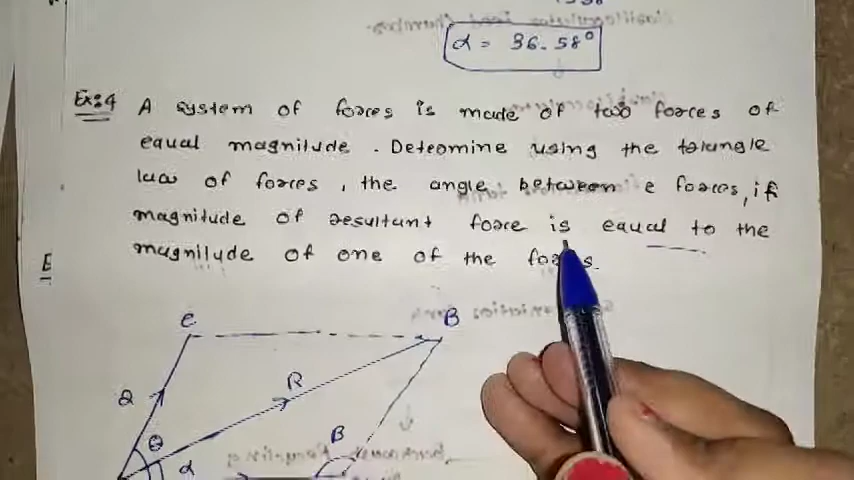 α = 36.58°
Ex:4 A system of forces is made of two forces of
equal magnitude. Determine using the triangle
law of forces, the angle between e forces, if
magnitude of resultant force is equal to the
magnitude of one of the forces.
E
C
B
Q
R
θ
α
β